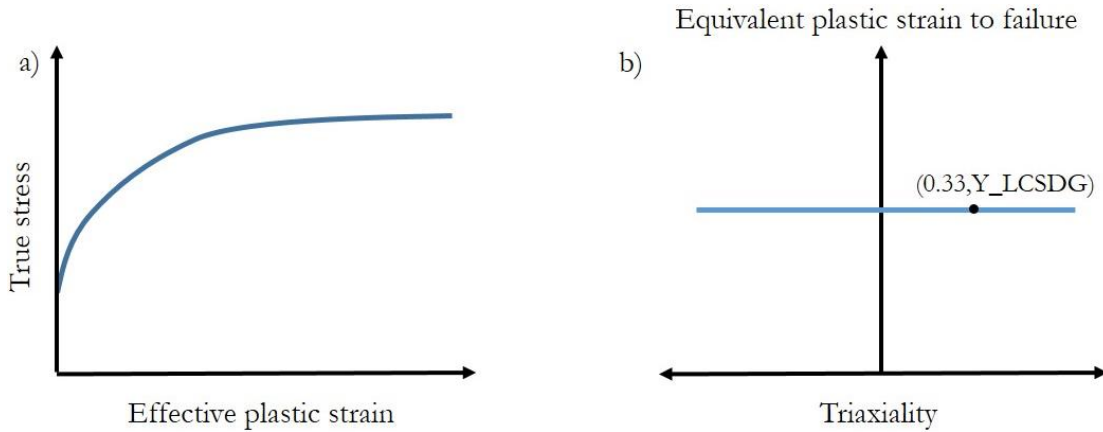 a)
True stress
Effective plastic strain
Equivalent plastic strain to failure
b)
(0.33,Y_LCSDG)
Triaxiality